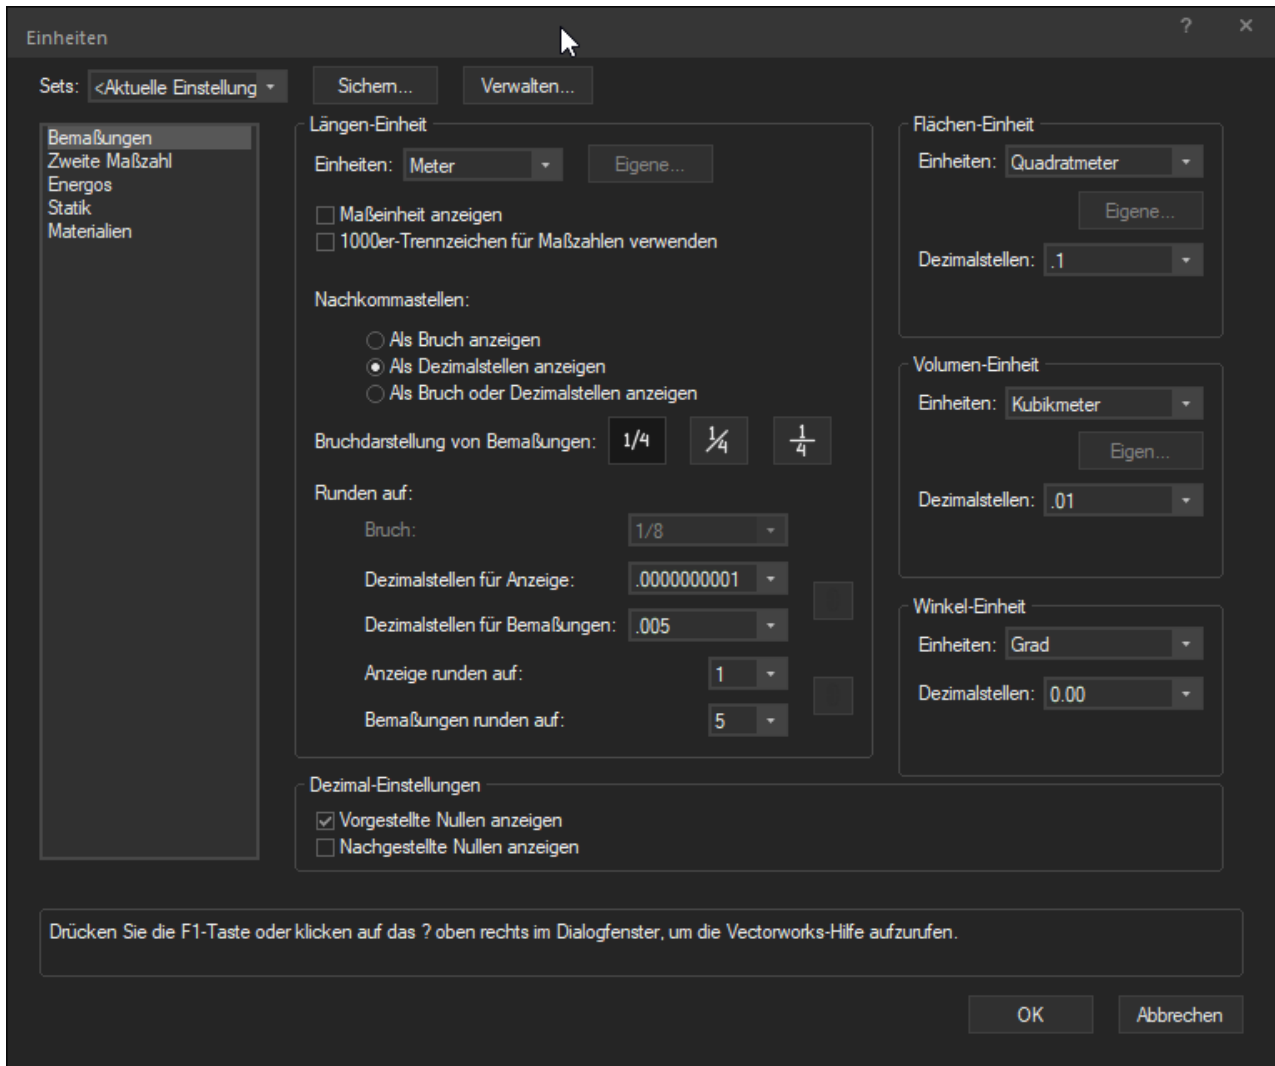 Einheiten
? ×
Sets: <Aktuelle Einstellung
Sichern...
Verwalten...
Bemaßungen
Zweite Maßzahl
Energos
Statik
Materialien
Längen-Einheit
Einheiten: Meter
Eigene...
Maßeinheit anzeigen
1000er-Trennzeichen für Maßzahlen verwenden
Nachkommastellen:
Als Bruch anzeigen
Als Dezimalstellen anzeigen
Als Bruch oder Dezimalstellen anzeigen
Bruchdarstellung von Bemaßungen: 1/4 1/4 1/4
Runden auf:
Bruch: 1/8
Dezimalstellen für Anzeige: .0000000001
Dezimalstellen für Bemaßungen: .005
Anzeige runden auf: 1
Bemaßungen runden auf: 5
Flächen-Einheit
Einheiten: Quadratmeter
Eigene...
Dezimalstellen: .1
Volumen-Einheit
Einheiten: Kubikmeter
Eigen...
Dezimalstellen: .01
Winkel-Einheit
Einheiten: Grad
Dezimalstellen: 0.00
Dezimal-Einstellungen
Vorgestellte Nullen anzeigen
Nachgestellte Nullen anzeigen
Drücken Sie die F1-Taste oder klicken auf das ? oben rechts im Dialogfenster, um die Vectorworks-Hilfe aufzurufen.
OK
Abbrechen